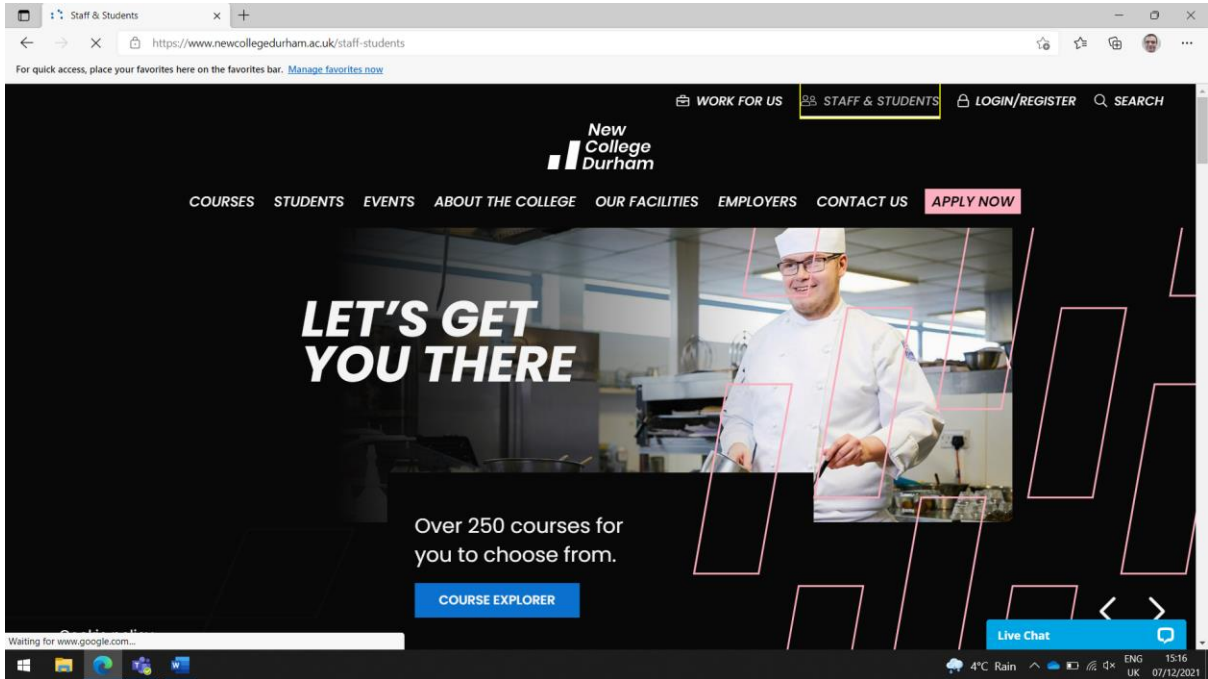 Staff & Students
https://www.newcollegedurham.ac.uk/staff-students
For quick access, place your favorites here on the favorites bar. Manage favorites now
WORK FOR US STAFF & STUDENTS LOGIN/REGISTER SEARCH
New
College
Durham
COURSES STUDENTS EVENTS ABOUT THE COLLEGE OUR FACILITIES EMPLOYERS CONTACT US APPLY NOW
LET'S GET
YOU THERE
Over 250 courses for
you to choose from.
COURSE EXPLORER
Cookie policy
Live Chat
Waiting for www.google.com...
4°C Rain ENG 15:16
UK 07/12/2021